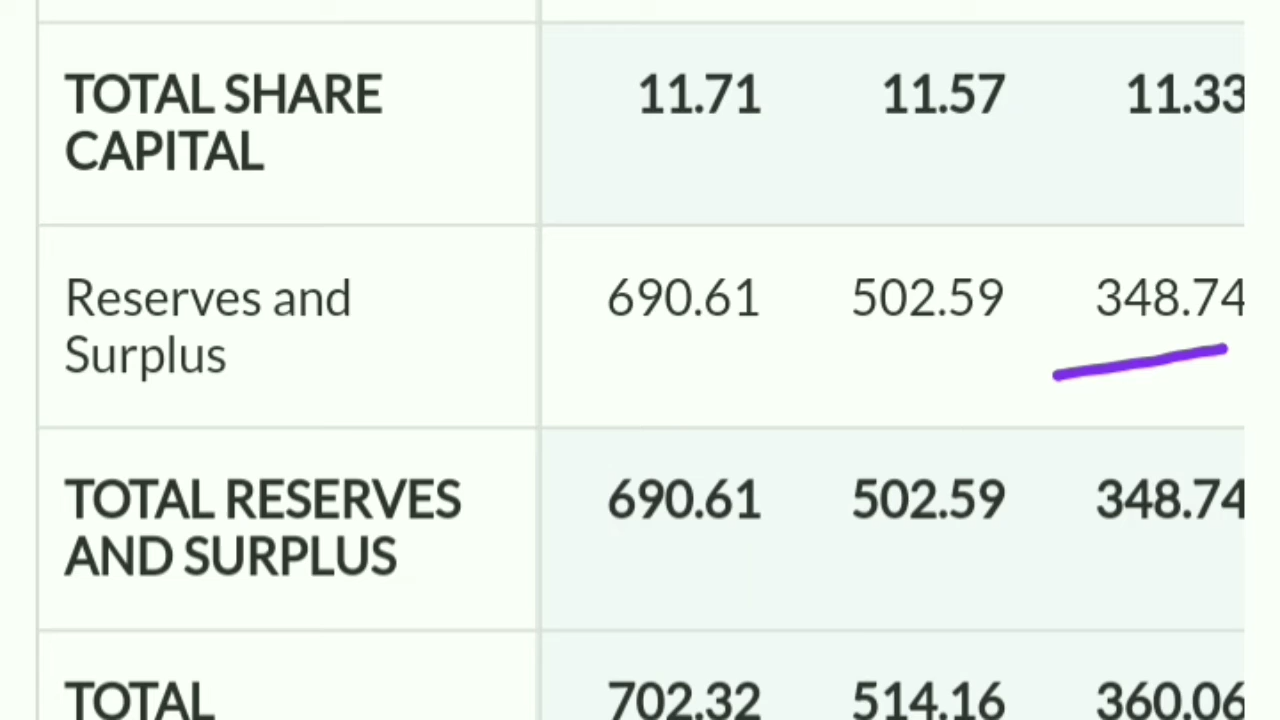 TOTAL SHARE 11.71 11.57 11.33
CAPITAL
Reserves and 690.61 502.59 348.74
Surplus
TOTAL RESERVES 690.61 502.59 348.74
AND SURPLUS
TOTAL 702.32 514.16 360.06